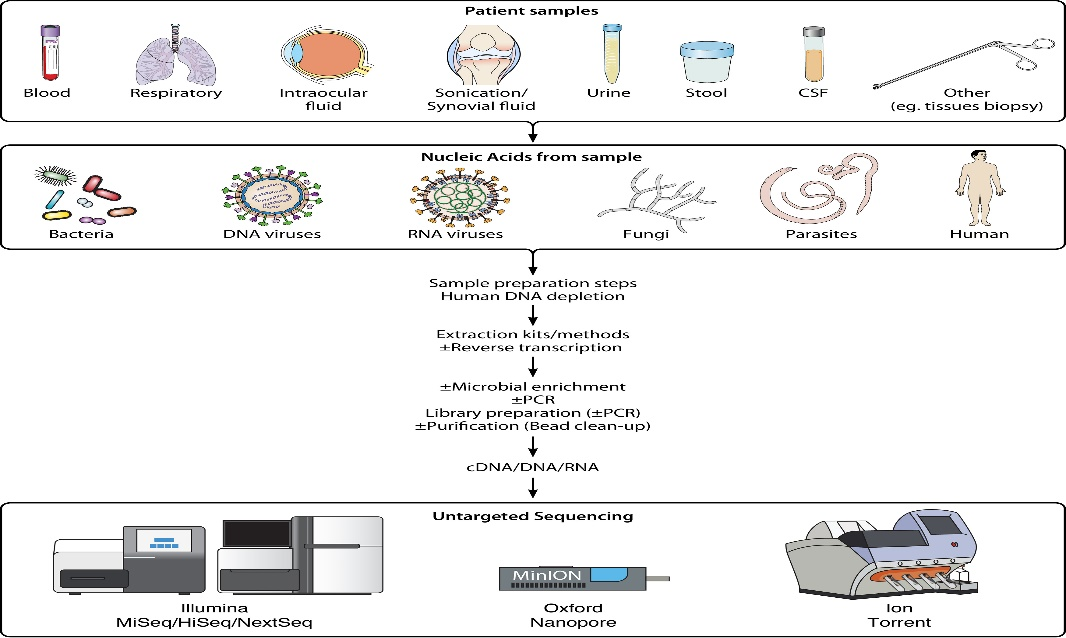 Patient samples
Blood
Respiratory
Intraocular
fluid
Sonication/
Synovial fluid
Urine
Stool
CSF
Other
(eg. tissues biopsy)
Nucleic Acids from sample
Bacteria
DNA viruses
RNA viruses
Fungi
Parasites
Human
Sample preparation steps
Human DNA depletion
Extraction kits/methods
±Reverse transcription
±Microbial enrichment
±PCR
Library preparation (±PCR)
±Purification (Bead clean-up)
cDNA/DNA/RNA
Untargeted Sequencing
MinION
Illumina
MiSeq/HiSeq/NextSeq
Oxford
Nanopore
Ion
Torrent